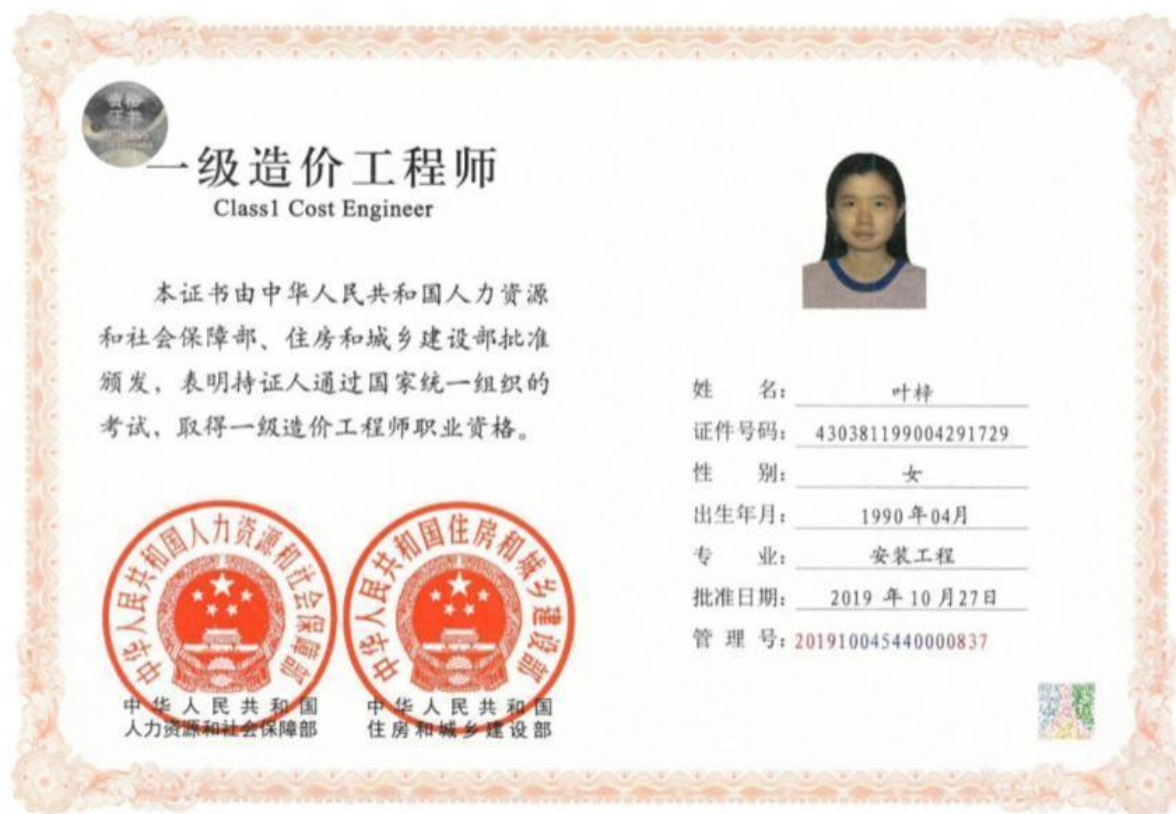 资格
证书
一级造价工程师
Class1 Cost Engineer
本证书由中华人民共和国人力资源
和社会保障部、住房和城乡建设部批准
颁发，表明持证人通过国家统一组织的
考试，取得一级造价工程师职业资格。
中华人民共和国人力资源和社会保障部
中华人民共和国住房和城乡建设部
中华人民共和国
人力资源和社会保障部
中华人民共和国
住房和城乡建设部
姓 名： 叶梓
证件号码： 430381199004291729
性 别： 女
出生年月： 1990年04月
专 业： 安装工程
批准日期： 2019 年 10 月27日
管 理 号：201910045440000837